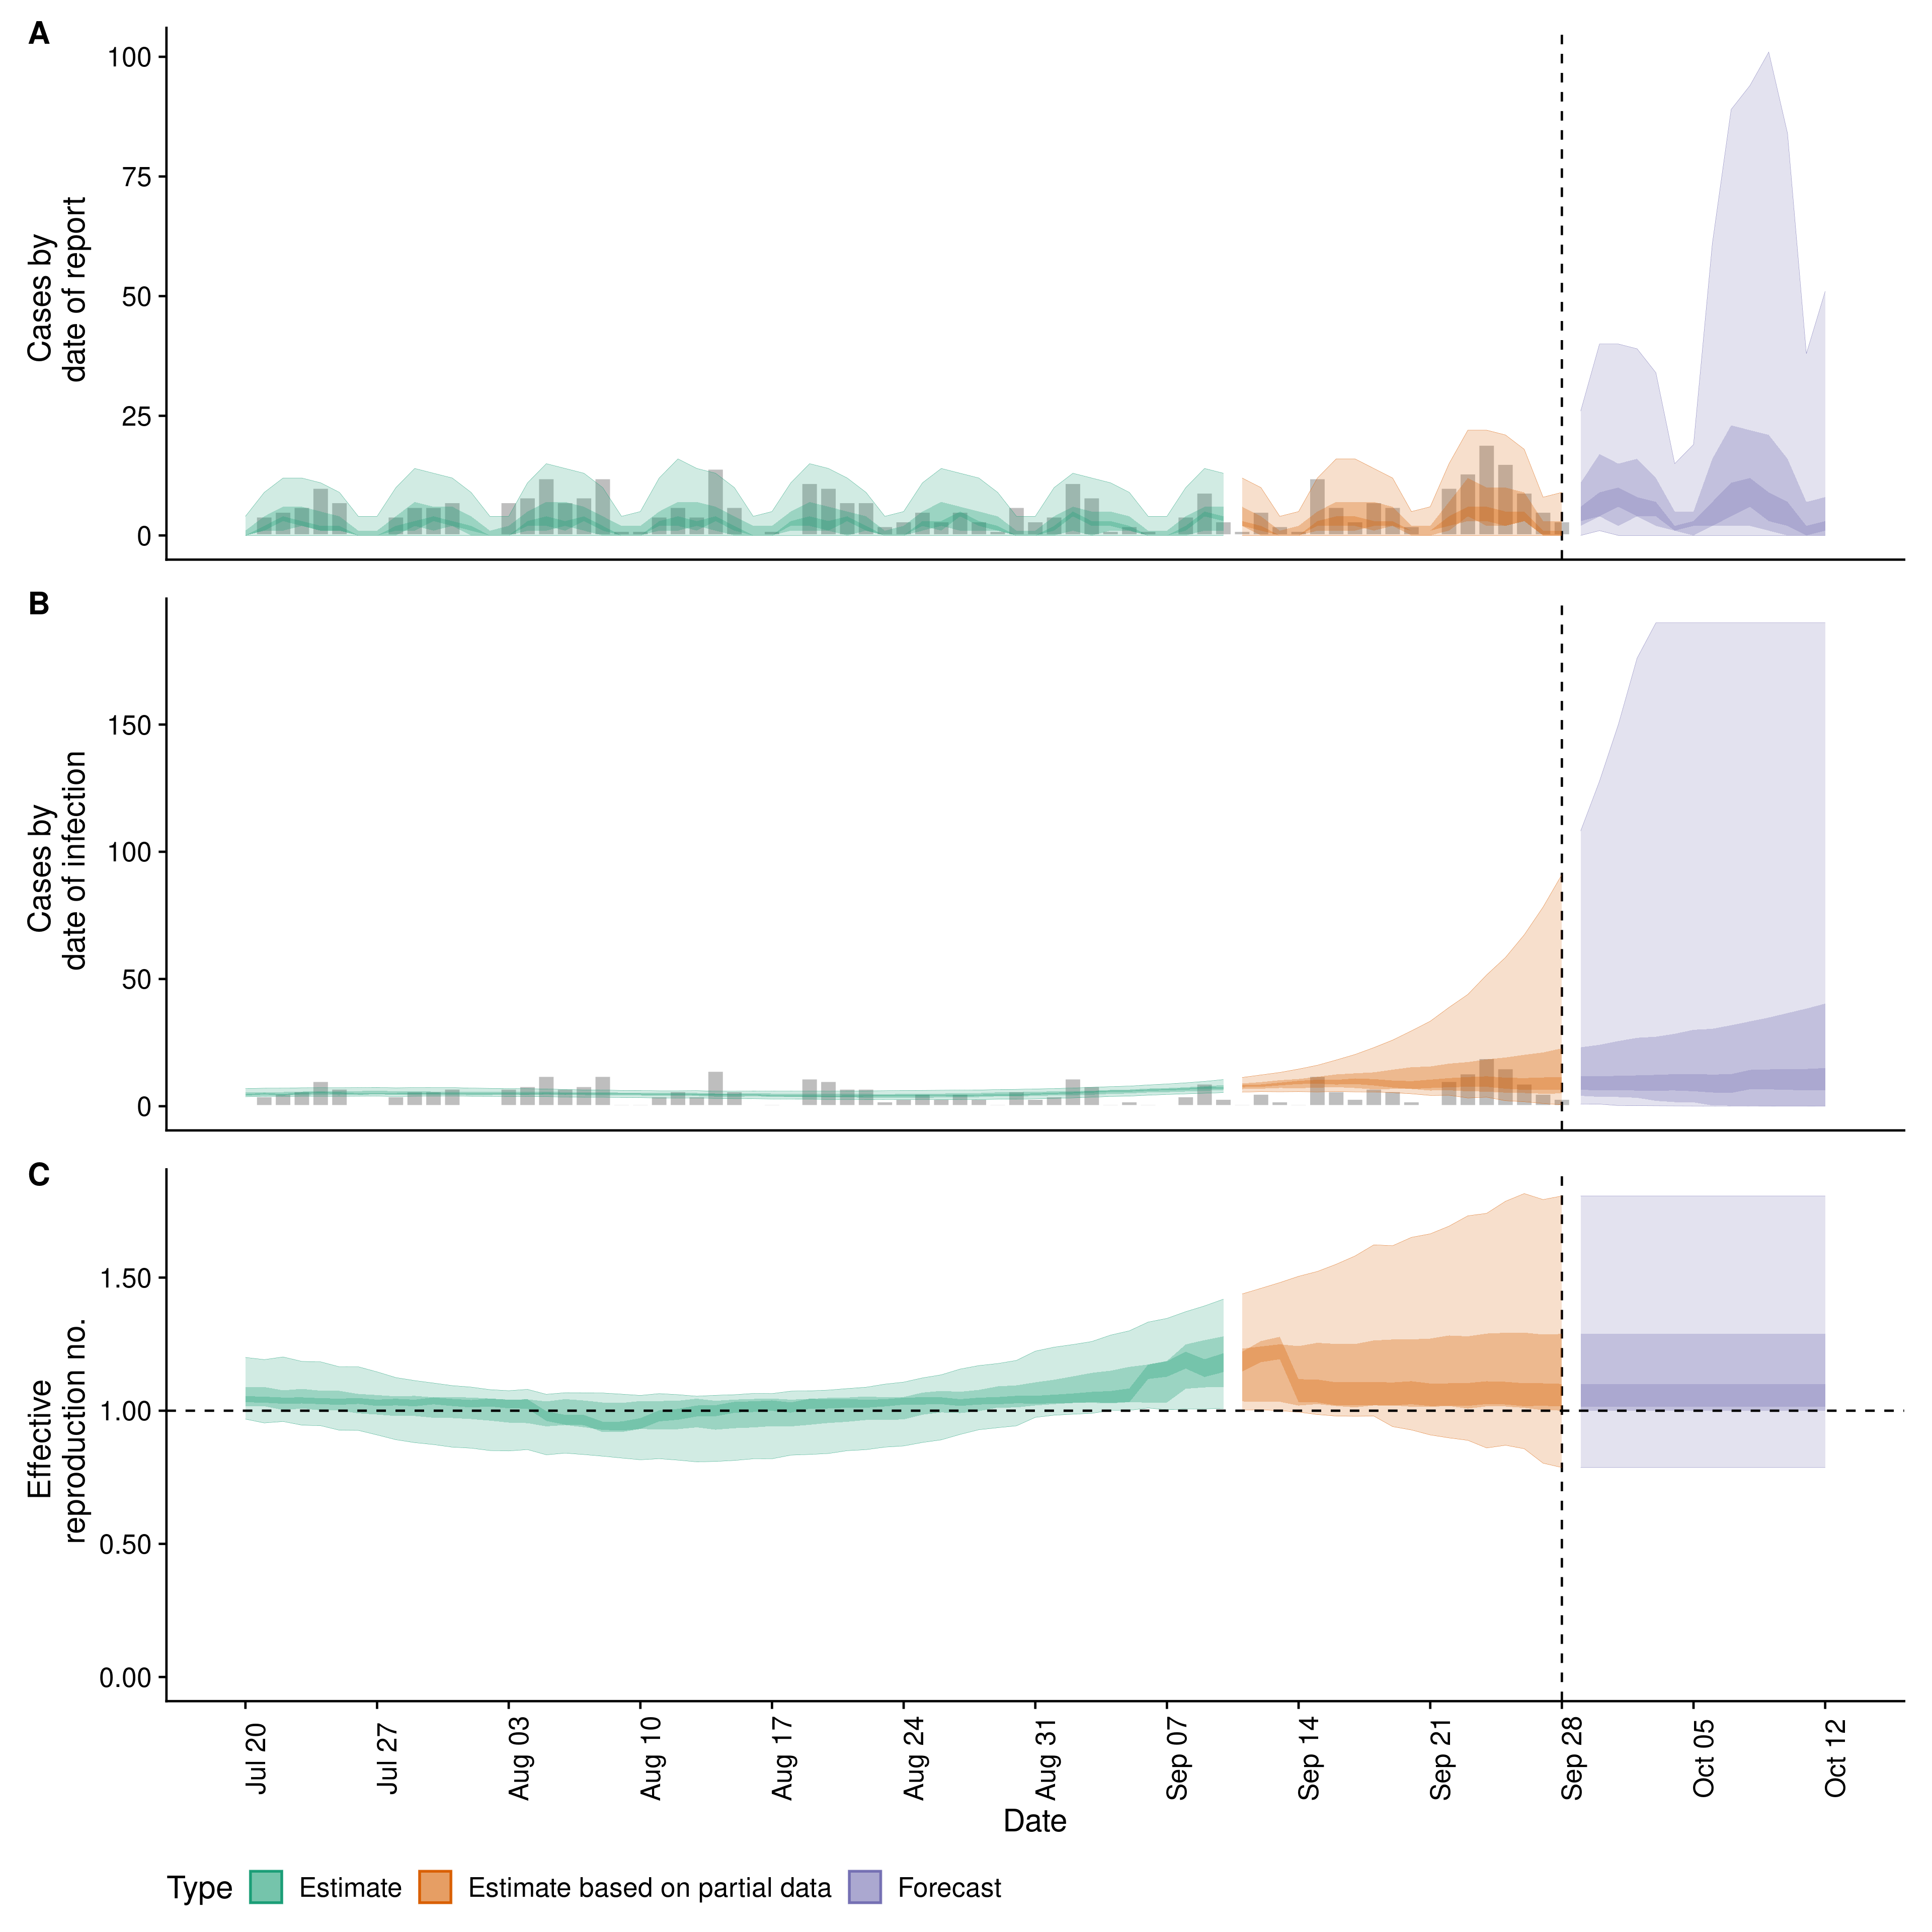 A
100
75
50
25
0
Cases by
date of report
B
150
100
50
0
Cases by
date of infection
C
1.50
1.00
0.50
0.00
Effective
reproduction no.
Jul 20
Jul 27
Aug 03
Aug 10
Aug 17
Aug 24
Aug 31
Sep 07
Sep 14
Sep 21
Sep 28
Oct 05
Oct 12
Date
Type Estimate Estimate based on partial data Forecast